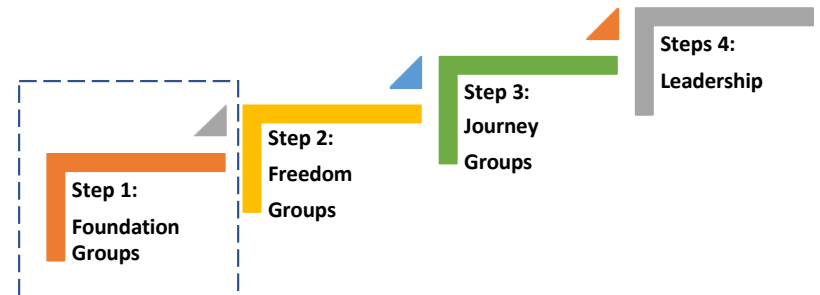 Step 1:
Foundation
Groups
Step 2:
Freedom
Groups
Step 3:
Journey
Groups
Steps 4:
Leadership